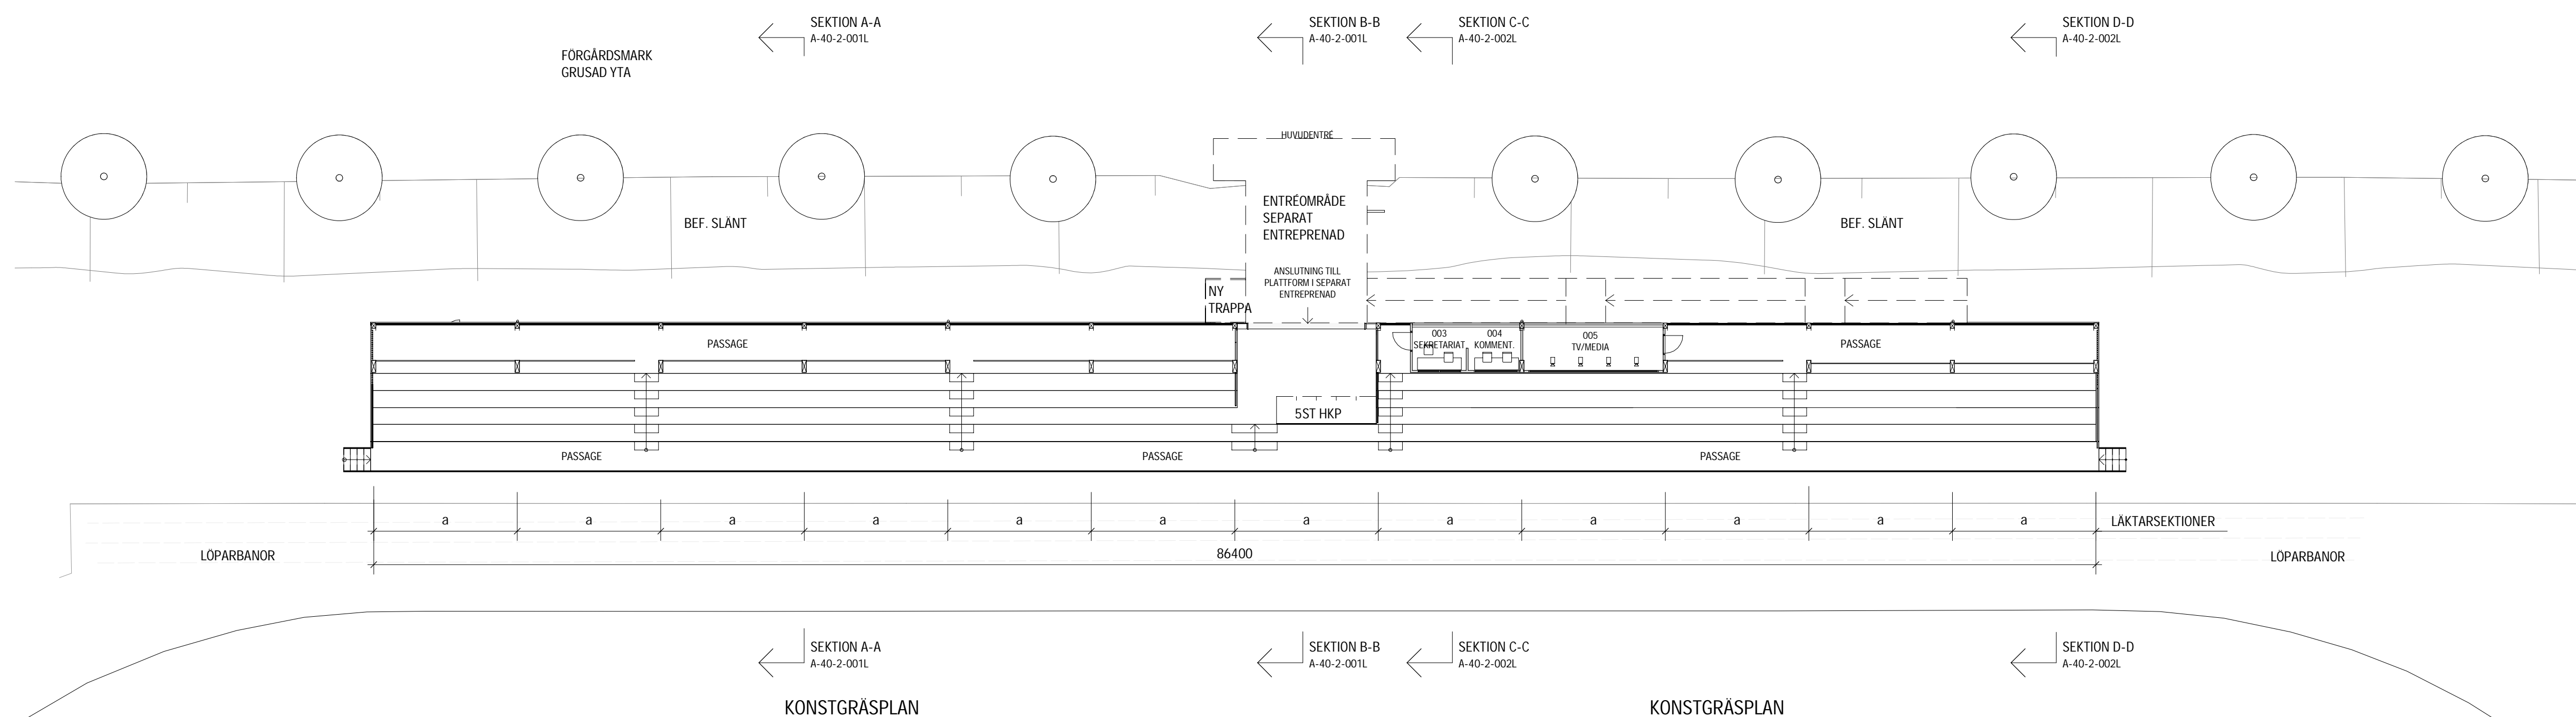 SEKTION A-A
A-40-2-001L
SEKTION B-B
A-40-2-001L
SEKTION C-C
A-40-2-002L
SEKTION D-D
A-40-2-002L
FÖRGÅRDSMARK
GRUSAD YTA
HUVUDENTRÉ
ENTRÉOMRÅDE
SEPARAT
ENTREPRENAD
BEF. SLÄNT
BEF. SLÄNT
ANSLUTNING TILL
PLATTFORM I SEPARAT
ENTREPRENAD
NY
TRAPPA
PASSAGE
003
SEKRETARIAT
004
KOMMENT.
005
TV/MEDIA
PASSAGE
5ST HKP
PASSAGE
PASSAGE
PASSAGE
a
a
a
a
a
a
a
a
a
a
a
a
LÄKTARSEKTIONER
LÖPARBANOR
86400
LÖPARBANOR
SEKTION A-A
A-40-2-001L
SEKTION B-B
A-40-2-001L
SEKTION C-C
A-40-2-002L
SEKTION D-D
A-40-2-002L
KONSTGRÄSPLAN
KONSTGRÄSPLAN